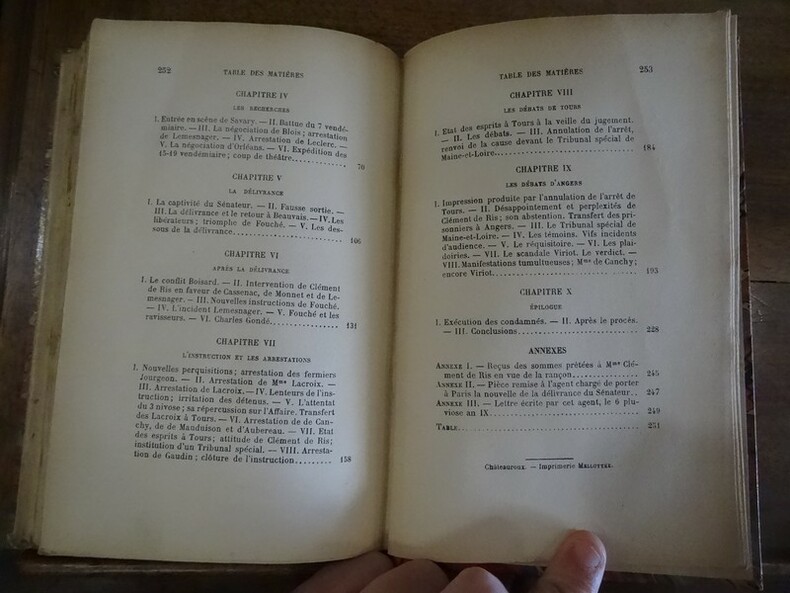 252 TABLE DES MATIÈRES
CHAPITRE IV
LES RECHERCHES
I. Entrée en scène de Savary. — II. Battue du 7 vendé-
miaire. — III. La négociation de Blois ; arrestation
de Lemesnager. — IV. Arrestation de Leclerc. —
V. La négociation d'Orléans. — VI. Expédition des
15-19 vendémiaire ; coup de théâtre............ 70
CHAPITRE V
LA DÉLIVRANCE
I. La captivité du Sénateur. — II. Fausse sortie. —
III. La délivrance et le retour à Beauvais. — IV. Les
libérateurs ; triomphe de Fouché. — V. Les des-
sous de la délivrance........................ 106
CHAPITRE VI
APRÈS LA DÉLIVRANCE
I. Le conflit Boisard. — II. Intervention de Clément
de Ris en faveur de Cassenac, de Monnet et de Le-
mesnager. — III. Nouvelles instructions de Fouché.
— IV. L'incident Lemesnager. — V. Fouché et les
ravisseurs. — VI. Charles Gondé................ 131
CHAPITRE VII
L'INSTRUCTION ET LES ARRESTATIONS
I. Nouvelles perquisitions ; arrestation des fermiers
Jourgeon. — II. Arrestation de Mme Lacroix. —
III. Arrestation de Lacroix. — IV. Lenteurs de l'ins-
truction ; irritation des détenus. — V. L'attentat
du 3 nivose ; sa répercussion sur l'Affaire. Transfert
des Lacroix à Tours. — VI. Arrestation de de Can-
chy, de de Mauduison et d'Aubereau. — VII. Etat
des esprits à Tours ; attitude de Clément de Ris ;
institution d'un Tribunal spécial. — VIII. Arresta-
tion de Gaudin ; clôture de l'instruction......... 158
TABLE DES MATIÈRES 253
CHAPITRE VIII
LES DÉBATS DE TOURS
I. Etat des esprits à Tours à la veille du jugement.
— II. Les débats. — III. Annulation de l'arrêt,
renvoi de la cause devant le Tribunal spécial de
Maine-et-Loire................................ 184
CHAPITRE IX
LES DÉBATS D'ANGERS
I. Impression produite par l'annulation de l'arrêt de
Tours. — II. Désappointement et perplexités de
Clément de Ris ; son abstention. Transfert des pri-
sonniers à Angers. — III. Le Tribunal spécial de
Maine-et-Loire. — IV. Les témoins. Vifs incidents
d'audience. — V. Le réquisitoire. — VI. Les plai-
doiries. — VII. Le scandale Viriot. Le verdict. —
VIII. Manifestations tumultueuses ; Mme de Canchy ;
encore Viriot................................ 193
CHAPITRE X
ÉPILOGUE
I. Exécution des condamnés. — II. Après le procès.
— III. Conclusions............................ 228
ANNEXES
ANNEXE I. — Reçus des sommes prêtées à Mme Clé-
ment de Ris en vue de la rançon................ 245
ANNEXE II. — Pièce remise à l'agent chargé de porter
à Paris la nouvelle de la délivrance du Sénateur.. 247
ANNEXE III. — Lettre écrite par cet agent, le 6 plu-
viose an IX................................ 249
TABLE................................ 251
Châteauroux. — Imprimerie MELLOTTÉE.